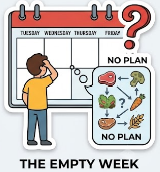 TUESDAY WEDNESDAY THURSDAY FRIDAY
?
NO PLAN
?
NO PLAN
THE EMPTY WEEK